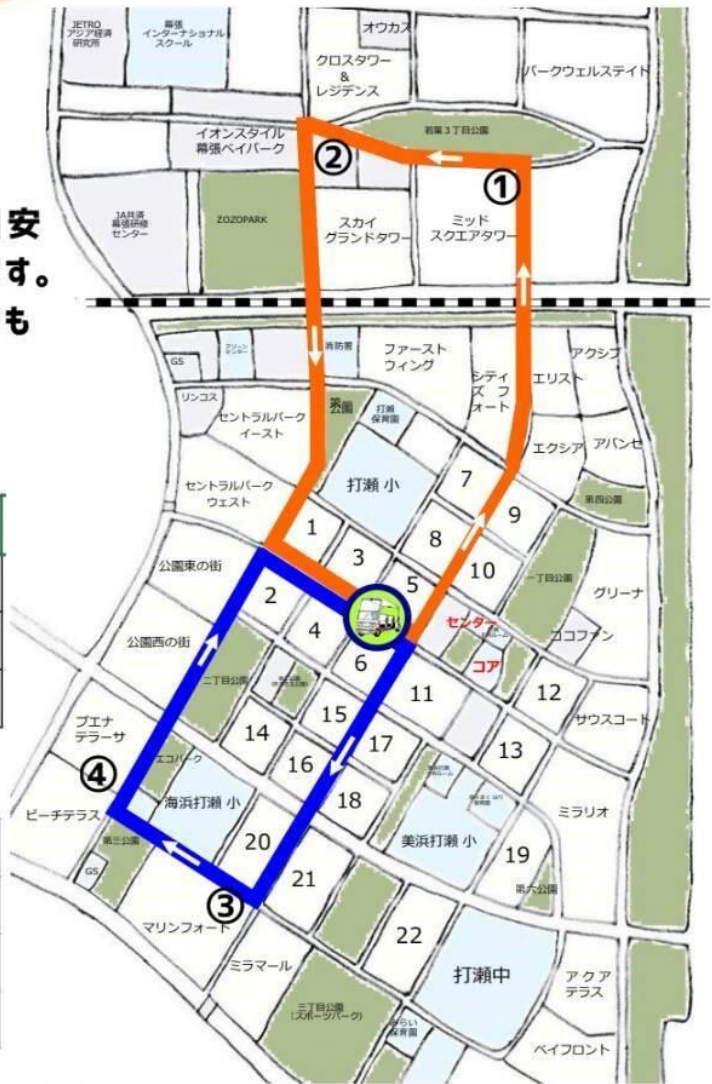 JETRO
アジア経済
研究所
幕張
インターナショナル
スクール
オウカス
クロスタワー
&
レジデンス
パークウェルステイト
イオンスタイル
幕張ベイパーク
②
若葉3丁目公園
①
安
す。
も
JA共済
幕張研修
センター
ZOZOPARK
スカイ
グランドタワー
ミッド
スクエアタワー
GS
クリーン
センター
消防署
ファースト
ウィング
シティ
ズフ
ォート
エリスト
アクシブ
リンコス
セントラルパーク
イースト
公園
打瀬
保育園
エクシア
アバンセ
セントラルパーク
ウェスト
打瀬 小
7
9
第四公園
1
3
8
10
5
一丁目公園
公園東の街
2
4
6
センター
コア
グリーナ
ココファン
公園西の街
二丁目公園
11
12
サウスコート
14
15
17
13
ブエナ
テラーサ
エコパーク
16
18
④
海浜打瀬 小
美浜打瀬 小
ミラリオ
ビーチテラス
第三公園
20
19
GS
21
第六公園
③
マリンフォート
22
ミラマール
打瀬中
アクア
テラス
三丁目公園
(スポーツパーク)
みらい
保育園
ベイフロント